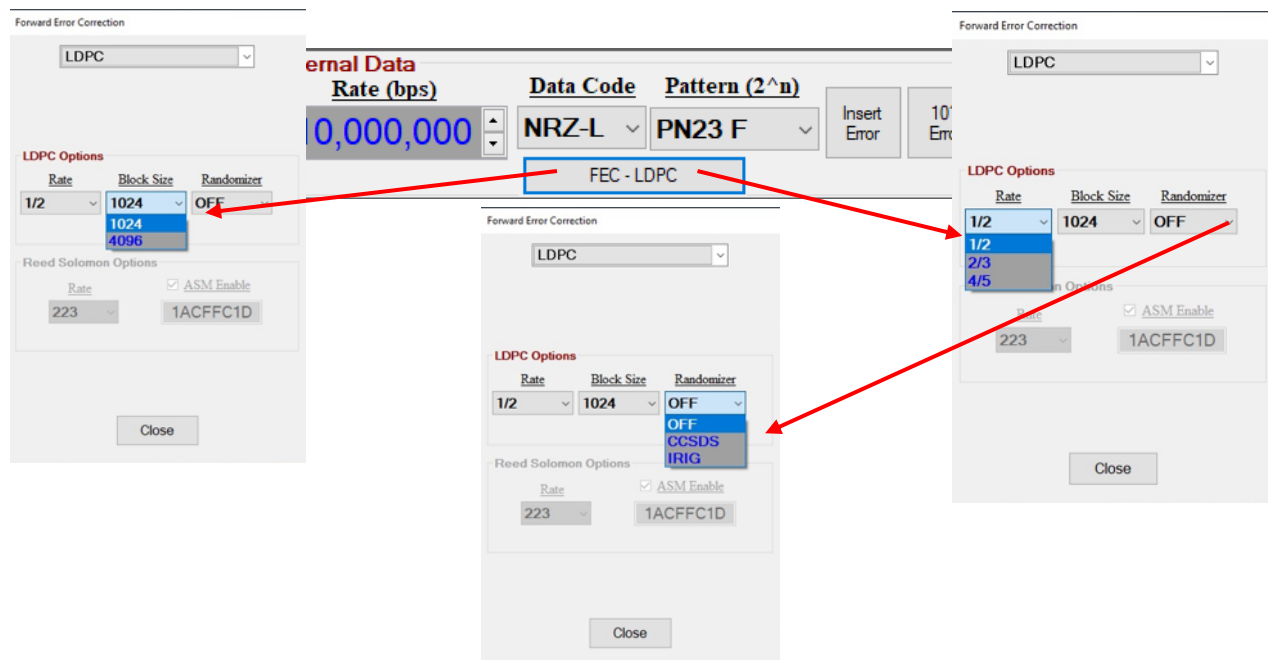 Forward Error Correction
LDPC
LDPC Options
Rate Block Size Randomizer
1/2 1024 OFF
1024
4096
Reed Solomon Options
Rate ASM Enable
223 1ACFFC1D
Close
ernal Data
Rate (bps) Data Code Pattern (2^n)
0,000,000 NRZ-L PN23 F
Insert
Error
10
FEC - LDPC
Forward Error Correction
LDPC
LDPC Options
Rate Block Size Randomizer
1/2 1024 OFF
OFF
CCSDS
IRIG
Reed Solomon Options
Rate ASM Enable
223 1ACFFC1D
Close
Forward Error Correction
LDPC
LDPC Options
Rate Block Size Randomizer
1/2 1024 OFF
1/2
2/3
4/5
n Options
Rate ASM Enable
223 1ACFFC1D
Close